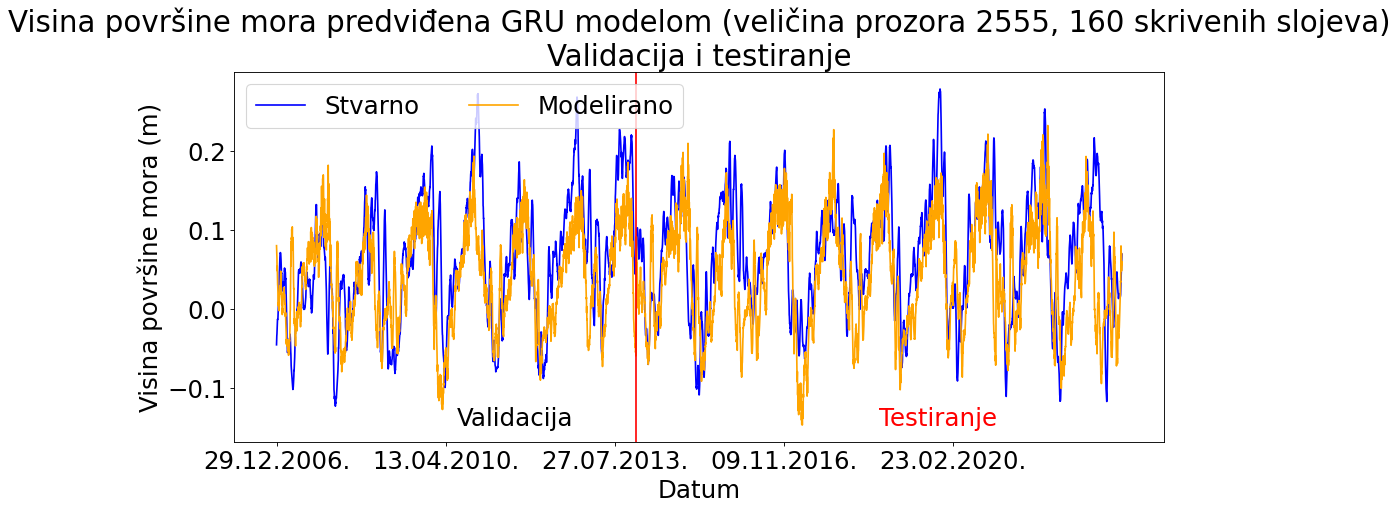 Visina površine mora predviđena GRU modelom (veličina prozora 2555, 160 skrivenih slojeva)
Validacija i testiranje
Stvarno
Modelirano
Visina površine mora (m)
0.2
0.1
0.0
−0.1
Validacija
Testiranje
29.12.2006.
13.04.2010.
27.07.2013.
09.11.2016.
23.02.2020.
Datum